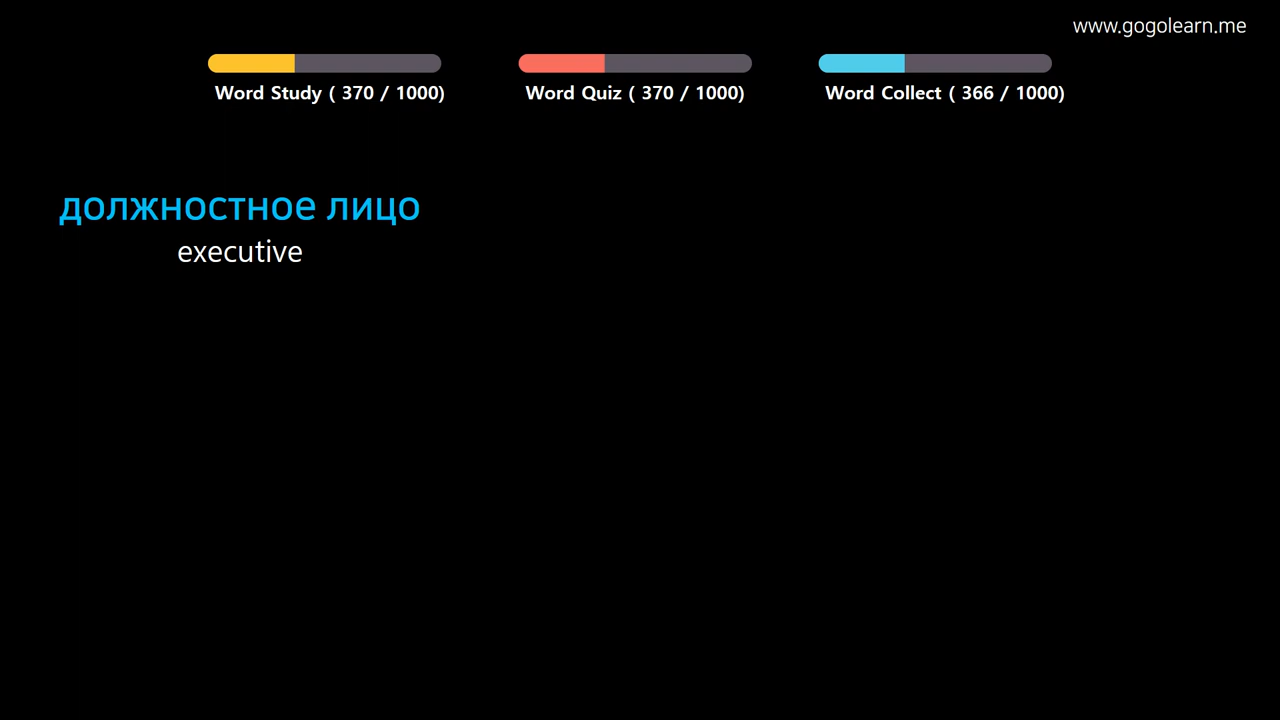 www.gogolearn.me
Word Study ( 370 / 1000)
Word Quiz ( 370 / 1000)
Word Collect ( 366 / 1000)
должностное лицо
executive